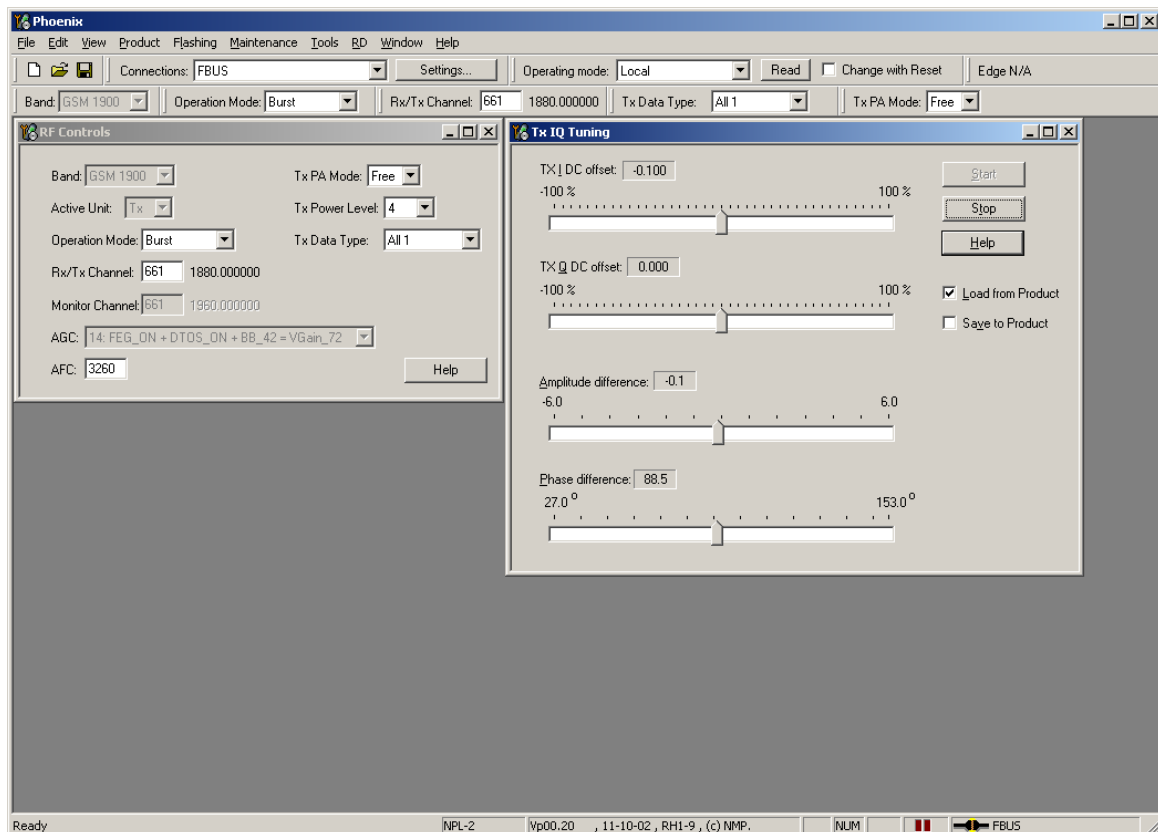 Phoenix
File Edit View Product Flashing Maintenance Tools RD Window Help
Connections: FBUS Settings... Operating mode: Local Read Change with Reset Edge N/A
Band: GSM 1900 Operation Mode: Burst Rx/Tx Channel: 661 1880.000000 Tx Data Type: All 1 Tx PA Mode: Free
RF Controls
Band: GSM 1900 Tx PA Mode: Free
Active Unit: Tx Tx Power Level: 4
Operation Mode: Burst Tx Data Type: All 1
Rx/Tx Channel: 661 1880.000000
Monitor Channel: 661 1960.000000
AGC: 14: FEG_ON + DTOS_ON + BB_42 = VGain_72
AFC: 3260 Help
Tx IQ Tuning
TX I DC offset: -0.100
-100 % 100 %
TX Q DC offset: 0.000
-100 % 100 %
Amplitude difference: -0.1
-6.0 6.0
Phase difference: 88.5
27.0 º 153.0 º
Start
Stop
Help
Load from Product
Save to Product
Ready NPL-2 Vp00.20 , 11-10-02 , RH1-9 , (c) NMP. NUM FBUS